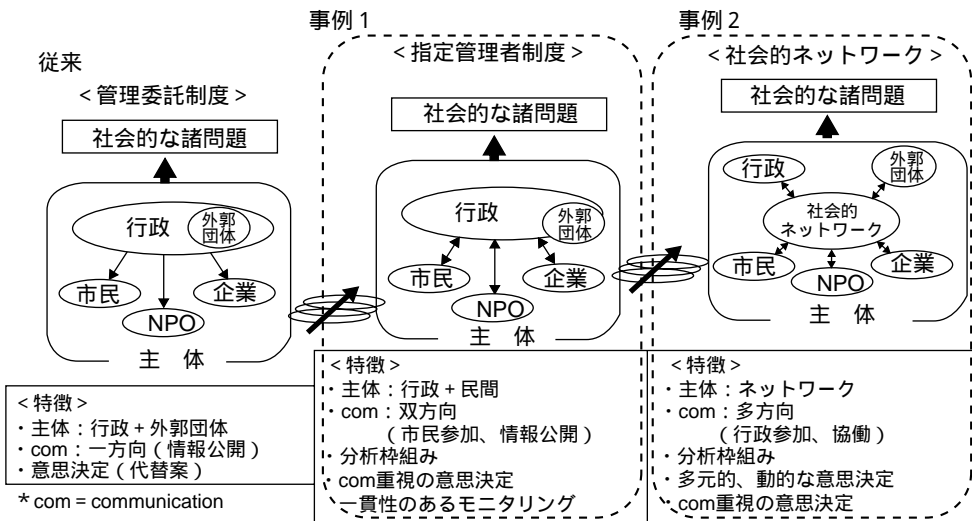 従来
<管理委託制度>
社会的な諸問題
行政
外郭
団体
市民
企業
NPO
主 体
<特徴>
・主体：行政+外郭団体
・com：一方向（情報公開）
・意思決定（代替案）
*com = communication
事例1
<指定管理者制度>
社会的な諸問題
行政
外郭
団体
市民
企業
NPO
主 体
<特徴>
・主体：行政+民間
・com：双方向
（市民参加、情報公開）
・分析枠組み
・com重視の意思決定
一貫性のあるモニタリング
事例2
<社会的ネットワーク>
社会的な諸問題
行政
外郭
団体
社会的
ネットワーク
市民
企業
NPO
主 体
<特徴>
・主体：ネットワーク
・com：多方向
（行政参加、協働）
・分析枠組み
・多元的、動的な意思決定
com重視の意思決定